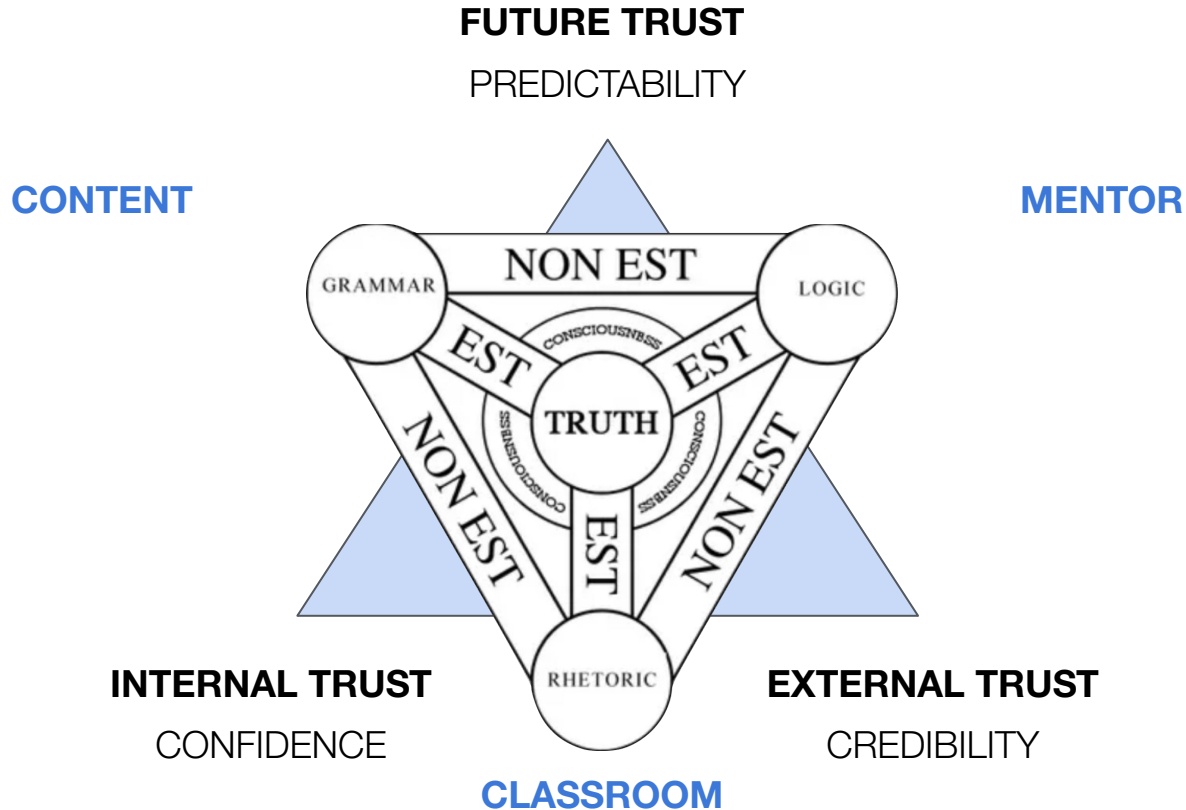 FUTURE TRUST
PREDICTABILITY
CONTENT
MENTOR
GRAMMAR
NON EST
LOGIC
EST
CONSCIOUSNESS
EST
TRUTH
CONSCIOUSNESS
CONSCIOUSNESS
NON EST
EST
NON EST
RHETORIC
INTERNAL TRUST
EXTERNAL TRUST
CONFIDENCE
CREDIBILITY
CLASSROOM